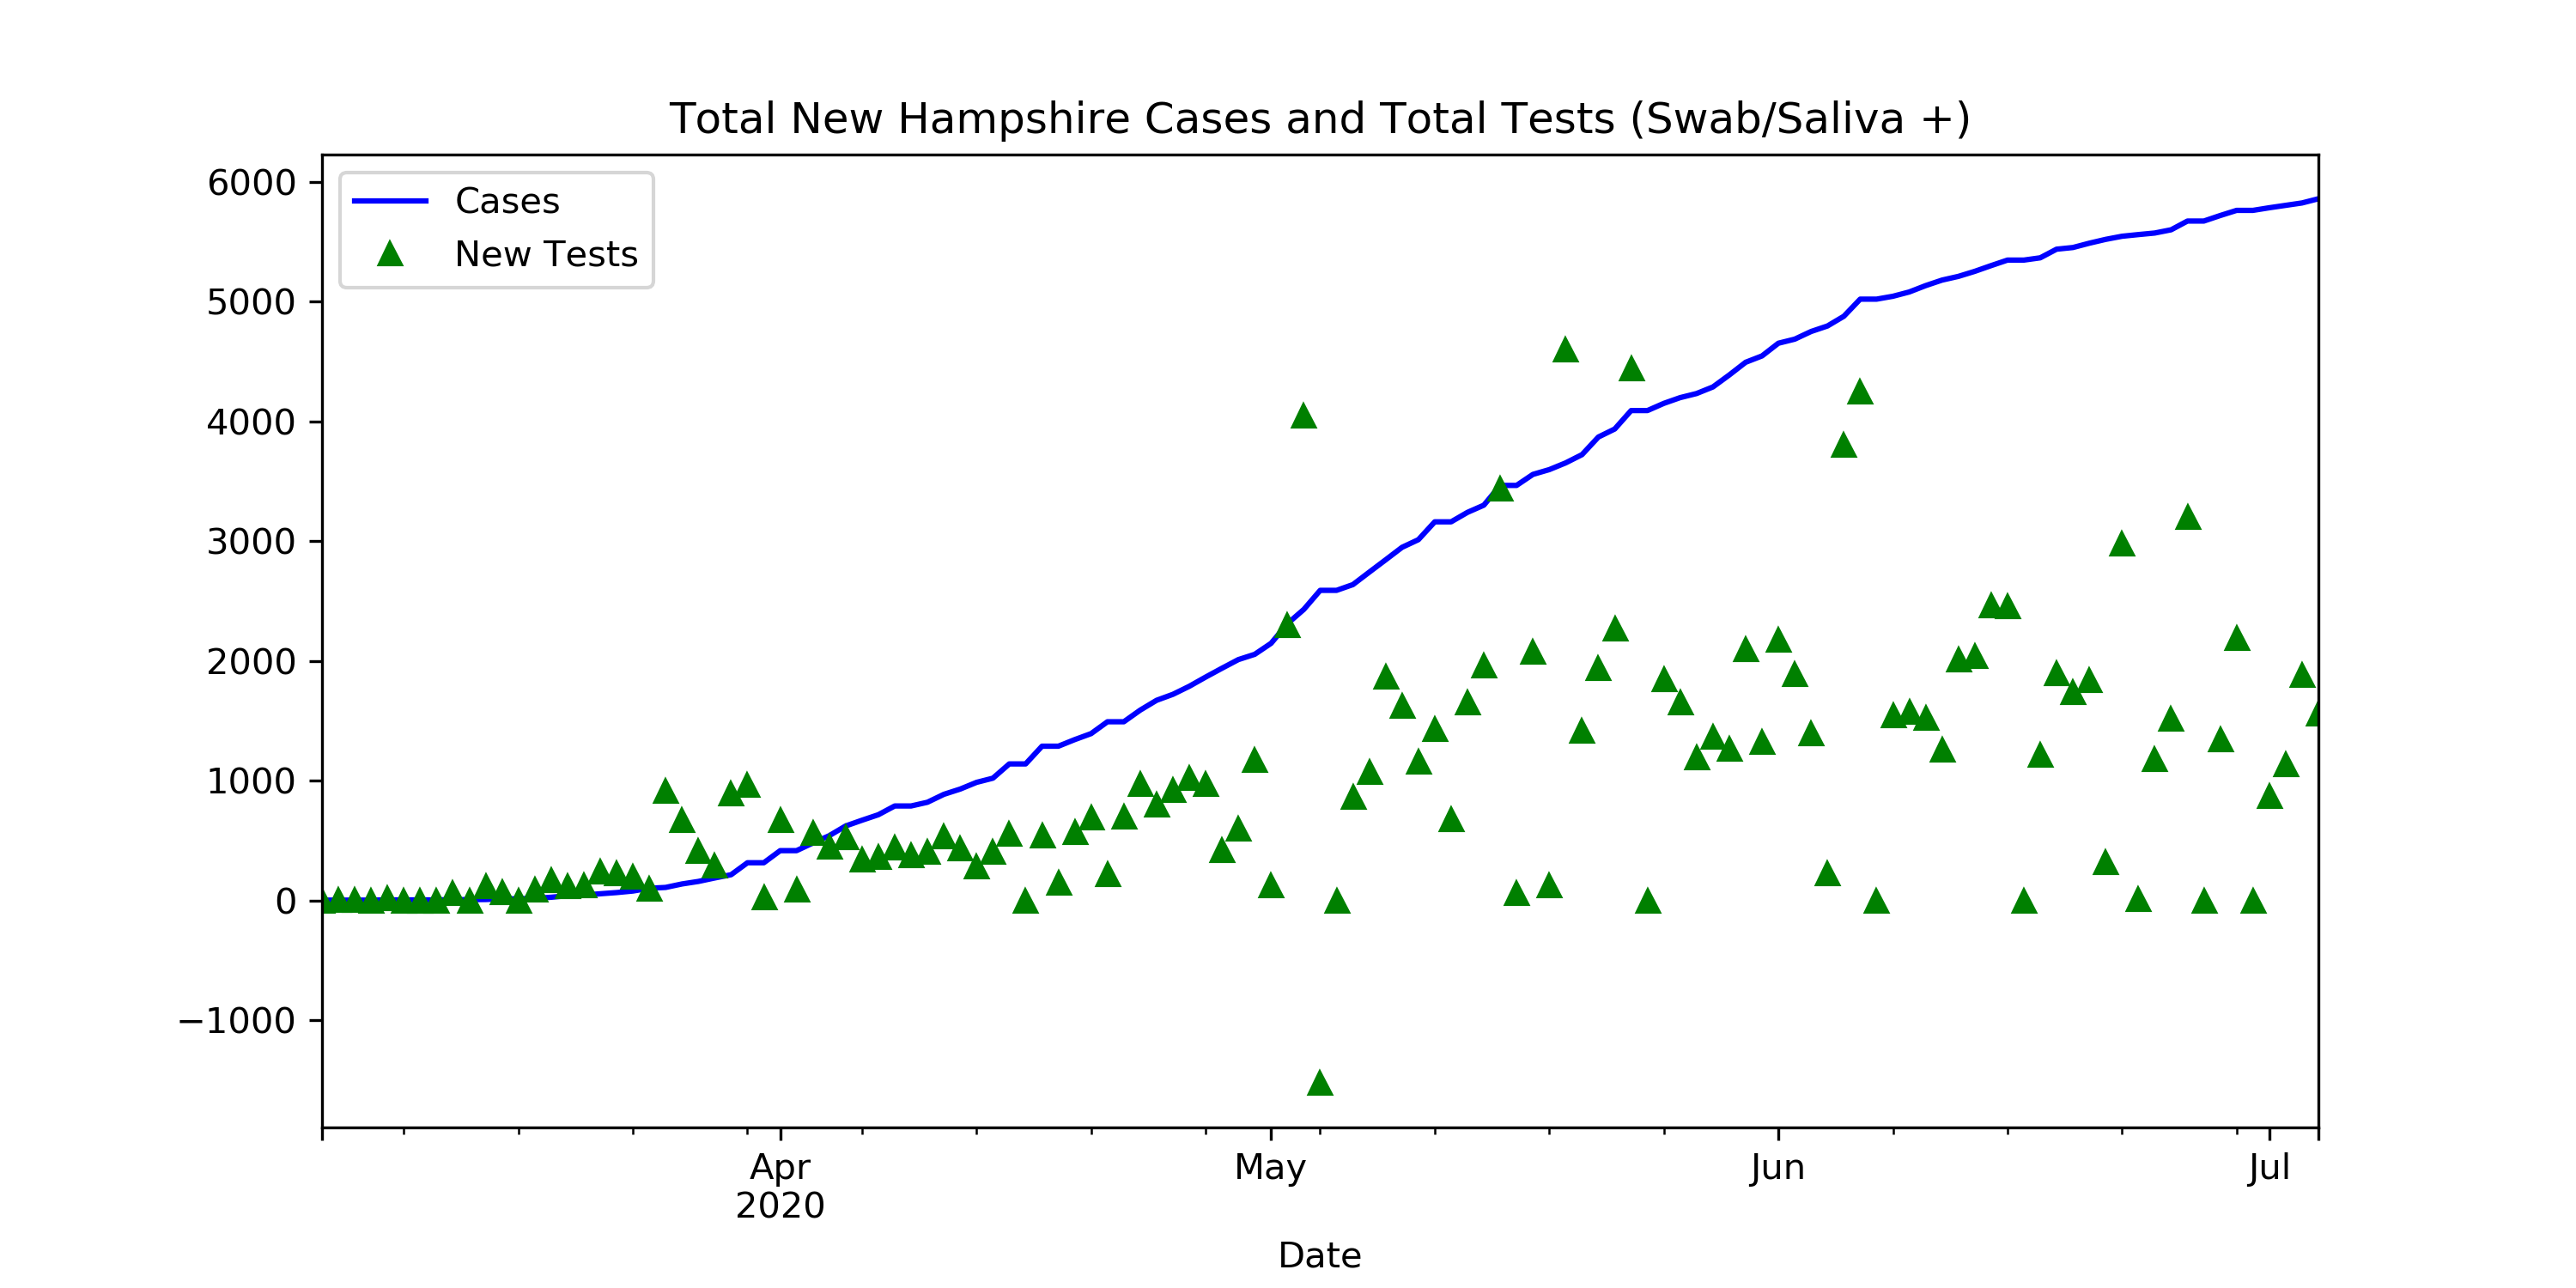 Total New Hampshire Cases and Total Tests (Swab/Saliva +)
Cases
New Tests
6000
5000
4000
3000
2000
1000
0
−1000
Apr
2020
May
Jun
Jul
Date